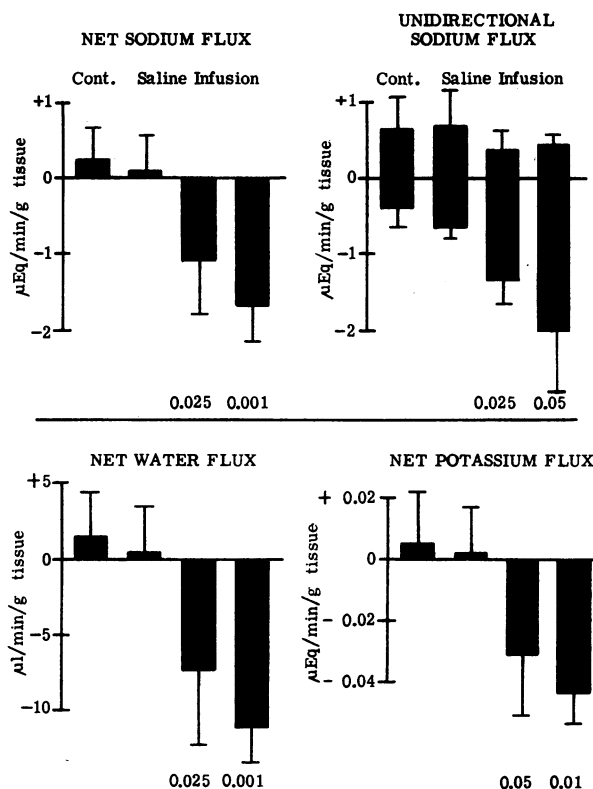 NET SODIUM FLUX
Cont. Saline Infusion
+1
0
-1
-2
μEq/min/g tissue
0.025 0.001
UNIDIRECTIONAL
SODIUM FLUX
Cont. Saline Infusion
+1
0
-1
-2
μEq/min/g tissue
0.025 0.05
NET WATER FLUX
+5
0
-5
-10
μl/min/g tissue
0.025 0.001
NET POTASSIUM FLUX
+ 0.02
0
- 0.02
- 0.04
μEq/min/g tissue
0.05 0.01